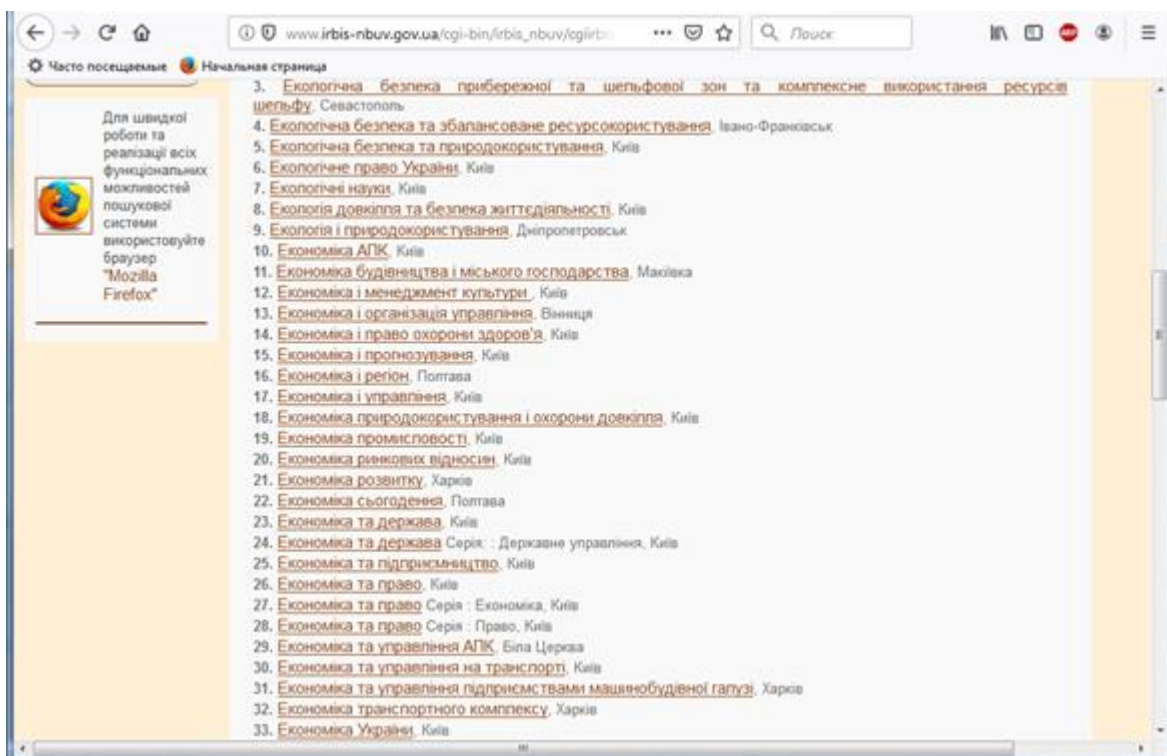 www.irbis-nbuv.gov.ua/cgi-bin/irbis_nbuv/cgiirbi
Поиск
Часто посещаемые
Начальная страница
Для швидкої
роботи та
реалізації всіх
функціональних
можливостей
пошукової
системи
використовуйте
браузер
"Mozilla
Firefox"
3. Екологічна безпека прибережної та шельфової зон та комплексне використання ресурсів
шельфу, Севастополь
4. Екологічна безпека та збалансоване ресурсокористування, Івано-Франківськ
5. Екологічна безпека та природокористування, Київ
6. Екологічне право України, Київ
7. Екологічні науки, Київ
8. Екологія довкілля та безпека життєдіяльності, Київ
9. Екологія і природокористування, Дніпропетровськ
10. Економіка АПК, Київ
11. Економіка будівництва і міського господарства, Макіївка
12. Економіка і менеджмент культури , Київ
13. Економіка і організація управління, Вінниця
14. Економіка і право охорони здоров'я, Київ
15. Економіка і прогнозування, Київ
16. Економіка і регіон, Полтава
17. Економіка і управління, Київ
18. Економіка природокористування і охорони довкілля, Київ
19. Економіка промисловості, Київ
20. Економіка ринкових відносин, Київ
21. Економіка розвитку, Харків
22. Економіка сьогодення, Полтава
23. Економіка та держава, Київ
24. Економіка та держава Серія: : Державне управління, Київ
25. Економіка та підприємництво, Київ
26. Економіка та право, Київ
27. Економіка та право Серія : Економіка, Київ
28. Економіка та право Серія : Право, Київ
29. Економіка та управління АПК, Біла Церква
30. Економіка та управління на транспорті, Київ
31. Економіка та управління підприємствами машинобудівної галузі, Харків
32. Економіка транспортного комплексу, Харків
33. Економіка України, Київ